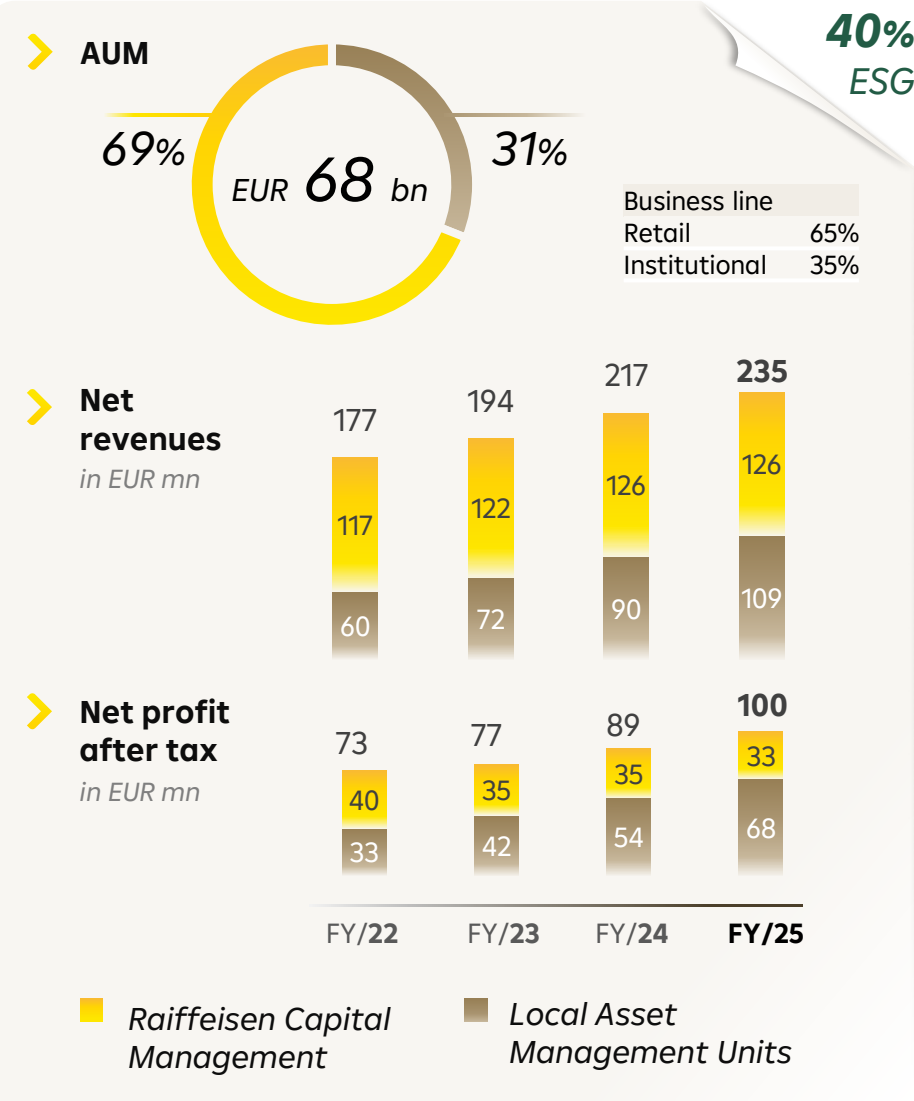 40%
ESG
AUM
69%
31%
EUR 68 bn
Business line
Retail 65%
Institutional 35%
Net
revenues
in EUR mn
177 194 217 235
117 122 126 126
60 72 90 109
Net profit
after tax
in EUR mn
73 77 89 100
40 35 35 33
33 42 54 68
FY/22 FY/23 FY/24 FY/25
Raiffeisen Capital
Management
Local Asset
Management Units